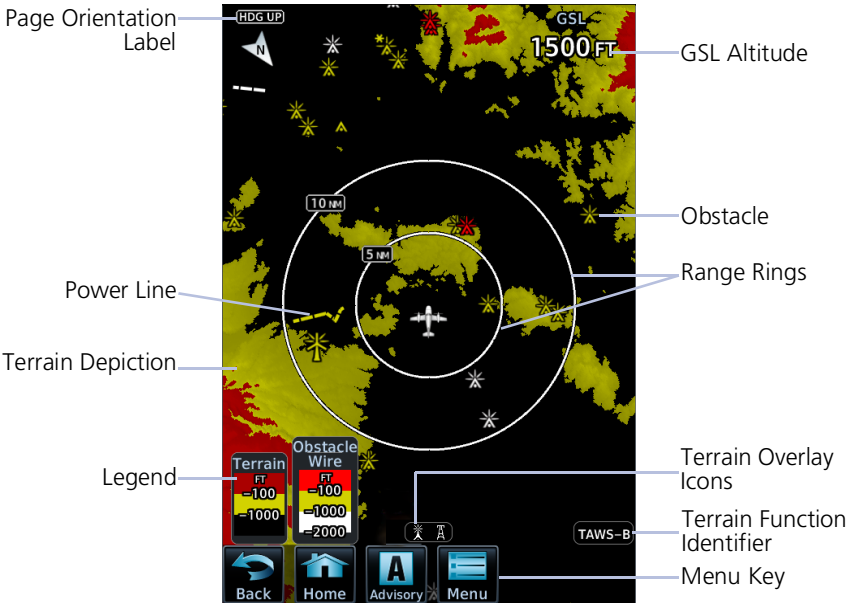 Page Orientation
Label
HDG UP
N
GSL
1500 FT
GSL Altitude
10 NM
5 NM
Obstacle
Range Rings
Power Line
Terrain Depiction
Legend
Terrain
FT
-100
-1000
Obstacle
Wire
FT
-100
-1000
-2000
Terrain Overlay
Icons
TAWS-B
Terrain Function
Identifier
Back
Home
A
Advisory
Menu
Menu Key